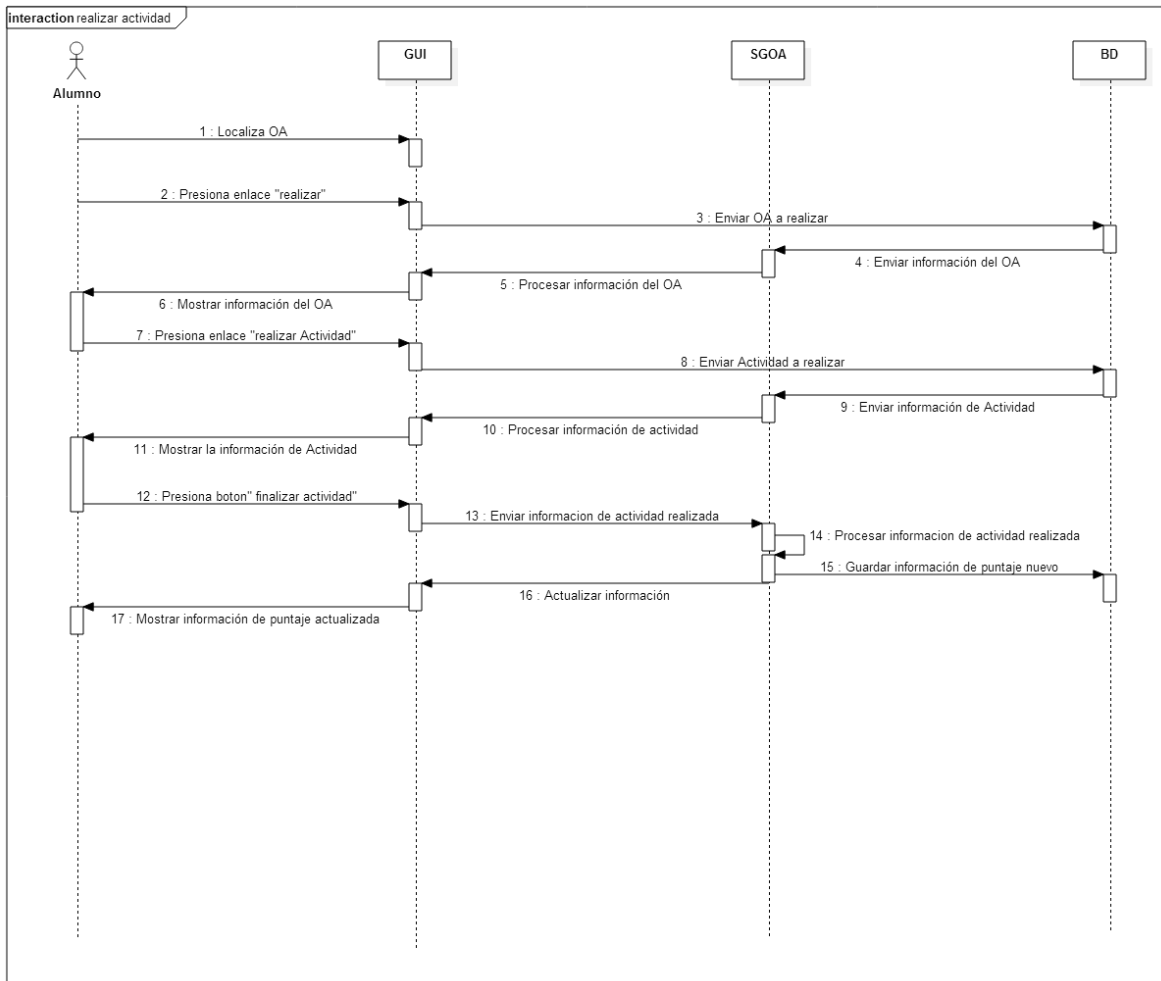 interaction realizar actividad
GUI
SGOA
BD
Alumno
1 : Localiza OA
2 : Presiona enlace "realizar"
3 : Enviar OA a realizar
4 : Enviar información del OA
5 : Procesar información del OA
6 : Mostrar información del OA
7 : Presiona enlace "realizar Actividad"
8 : Enviar Actividad a realizar
9 : Enviar información de Actividad
10 : Procesar información de actividad
11 : Mostrar la información de Actividad
12 : Presiona boton" finalizar actividad"
13 : Enviar informacion de actividad realizada
14 : Procesar informacion de actividad realizada
15 : Guardar información de puntaje nuevo
16 : Actualizar información
17 : Mostrar información de puntaje actualizada